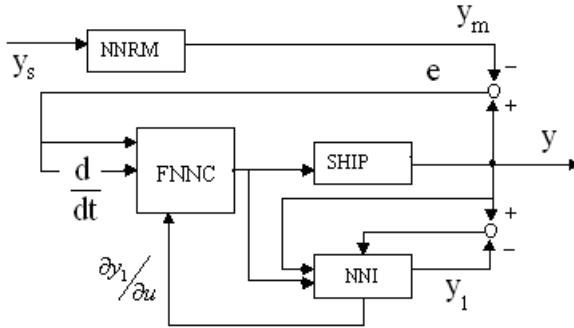 y_m
NNRM
−
y_s
e
+
y
d/dt
FNNC
SHIP
+
−
∂y_1/∂u
NNI
y_1